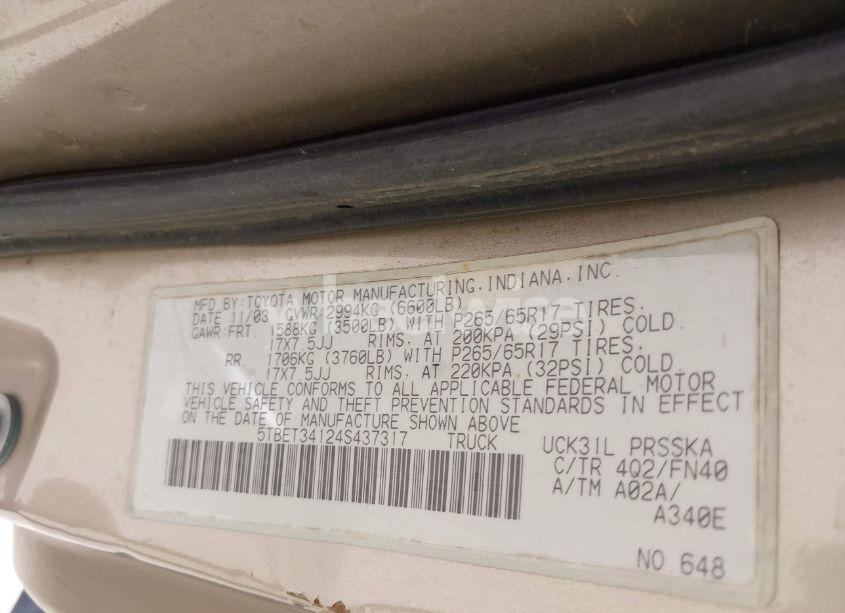 MFD.BY:TOYOTA MOTOR MANUFACTURING.INDIANA.INC.
DATE 11/03 GVWR 2994KG (6600LB)
GAWR:FRT 1588KG (3500LB) WITH P265/65R17 TIRES.
17X7.5JJ RIMS, AT 200KPA (29PSI) COLD
RR 1706KG (3760LB) WITH P265/65R17 TIRES.
17X7.5JJ RIMS, AT 220KPA (32PSI) COLD
THIS VEHICLE CONFORMS TO ALL APPLICABLE FEDERAL MOTOR
VEHICLE SAFETY AND THEFT PREVENTION STANDARDS IN EFFECT
ON THE DATE OF MANUFACTURE SHOWN ABOVE
5TBET34124S437317 TRUCK
UCK31L PRSSKA
C/TR 4Q2/FN40
A/TM A02A/
A340E
NO.648